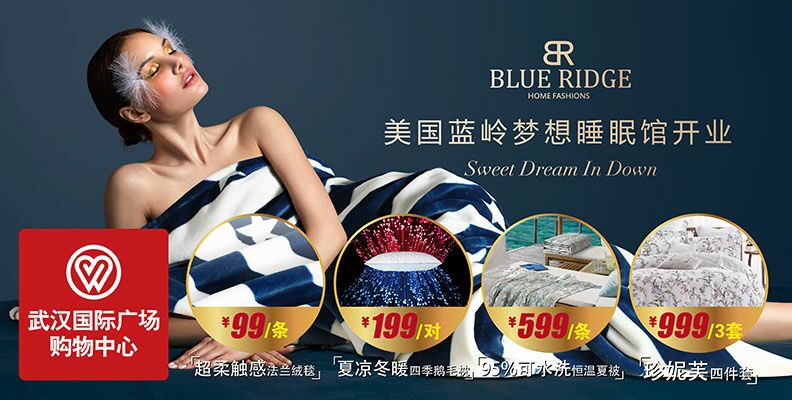 BR
BLUE RIDGE
HOME FASHIONS
美国蓝岭梦想睡眠馆开业
Sweet Dream In Down
武汉国际广场
购物中心
¥99/条
¥199/对
¥599/条
¥999/3套
「超柔触感法兰绒毯」
「夏凉冬暖四季鹅毛被」
「95%可水洗恒温夏被」
「珍妮芙四件套」